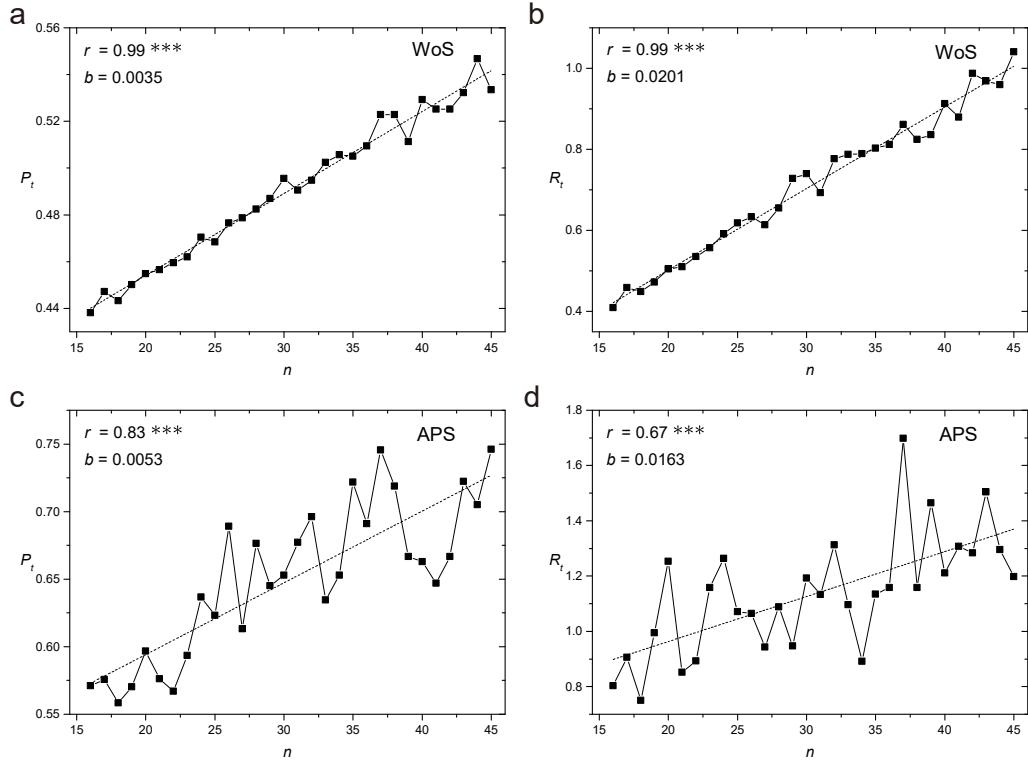 a
r = 0.99 ***
b = 0.0035
WoS
0.56
0.52
0.48
0.44
P_t
15 20 25 30 35 40 45
n
b
r = 0.99 ***
b = 0.0201
WoS
1.0
0.8
0.6
0.4
R_t
15 20 25 30 35 40 45
n
c
r = 0.83 ***
b = 0.0053
APS
0.75
0.70
0.65
0.60
0.55
P_t
15 20 25 30 35 40 45
n
d
r = 0.67 ***
b = 0.0163
APS
1.8
1.6
1.4
1.2
1.0
0.8
R_t
15 20 25 30 35 40 45
n